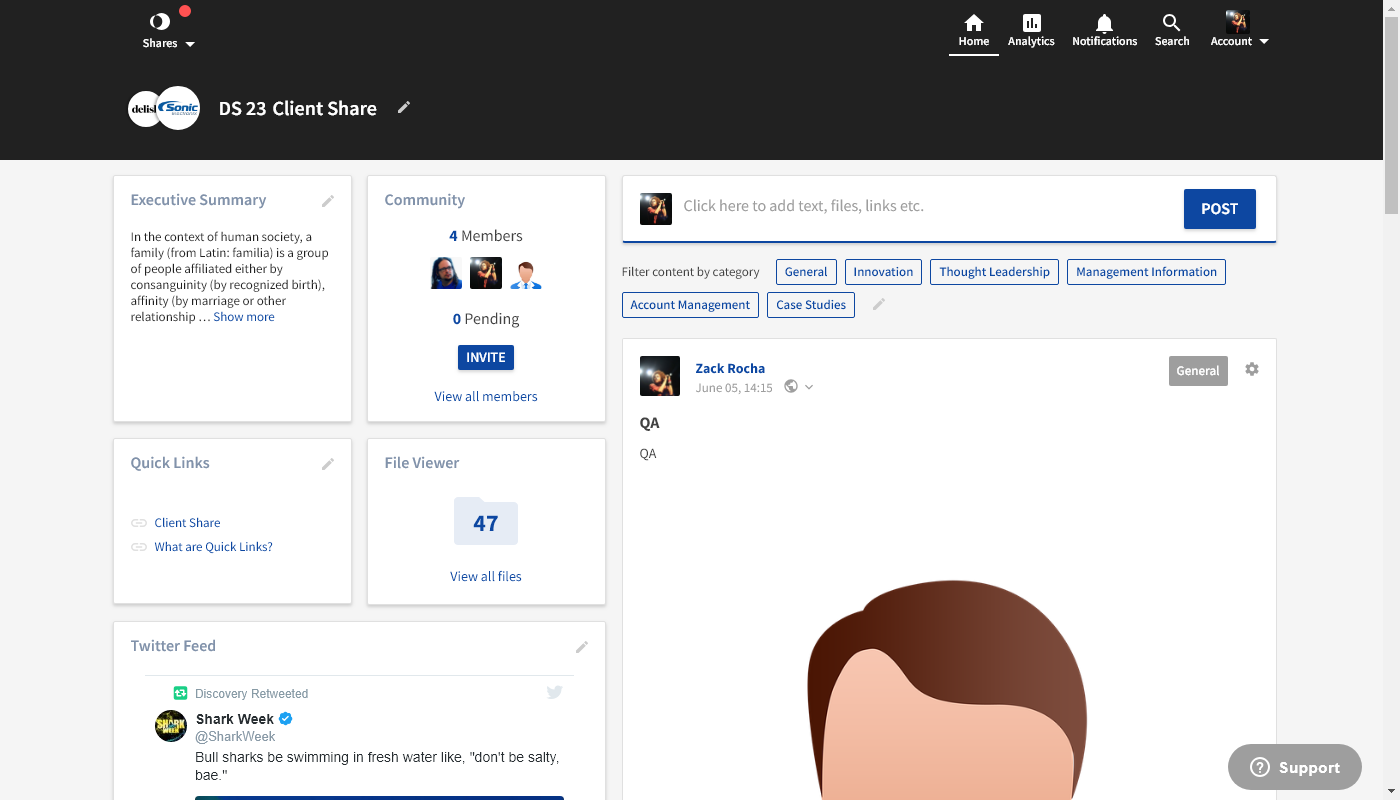 Shares
Home
Analytics
Notifications
Search
Account
delisl
Sonic
DS 23 Client Share
Executive Summary
In the context of human society, a
family (from Latin: familia) is a group
of people affiliated either by
consanguinity (by recognized birth),
affinity (by marriage or other
relationship … Show more
Community
4 Members
0 Pending
INVITE
View all members
Click here to add text, files, links etc.
POST
Filter content by category
General
Innovation
Thought Leadership
Management Information
Account Management
Case Studies
Zack Rocha
June 05, 14:15
General
QA
QA
Quick Links
Client Share
What are Quick Links?
File Viewer
47
View all files
Twitter Feed
Discovery Retweeted
SHARK
WEEK
Shark Week
@SharkWeek
Bull sharks be swimming in fresh water like, "don't be salty,
bae."
Support